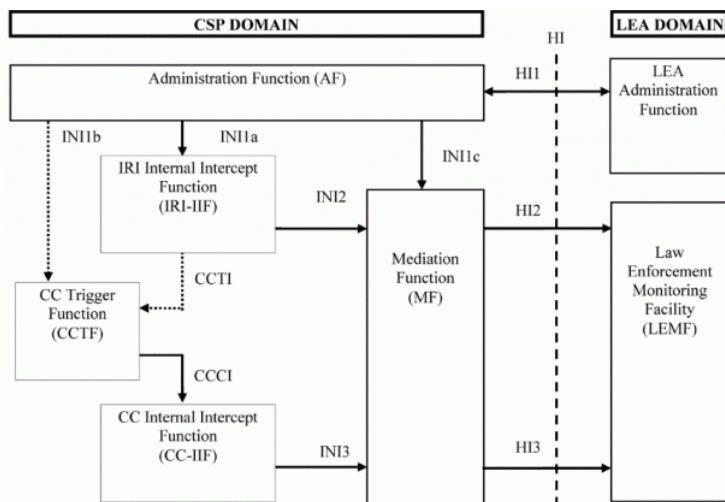 CSP DOMAIN
HI
LEA DOMAIN
Administration Function (AF)
HI1
LEA
Administration
Function
INI1b
INI1a
INI1c
IRI Internal Intercept
Function
(IRI-IIF)
INI2
HI2
CCTI
Mediation
Function
(MF)
Law
Enforcement
Monitoring
Facility
(LEMF)
CC Trigger
Function
(CCTF)
CCCI
CC Internal Intercept
Function
(CC-IIF)
INI3
HI3